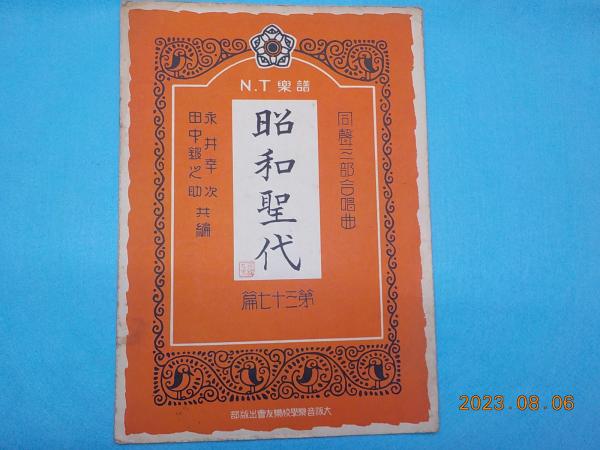 N.T 樂譜
同聲三部合唱曲
昭和聖代
永井幸次
田中銀之助 共編
第三十七篇
大阪音樂學校樂友會出版部
2023.08.06